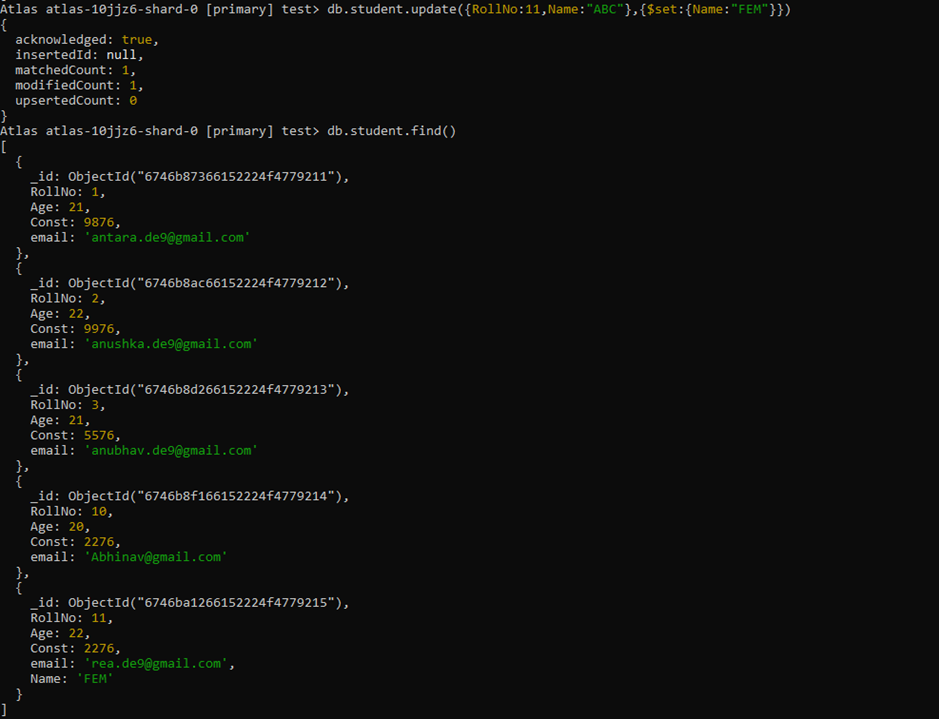 Atlas atlas-10jjz6-shard-0 [primary] test> db.student.update({RollNo:11,Name:"ABC"},{$set:{Name:"FEM"}})
{
  acknowledged: true,
  insertedId: null,
  matchedCount: 1,
  modifiedCount: 1,
  upsertedCount: 0
}
Atlas atlas-10jjz6-shard-0 [primary] test> db.student.find()
[
  {
    _id: ObjectId("6746b87366152224f4779211"),
    RollNo: 1,
    Age: 21,
    Const: 9876,
    email: 'antara.de9@gmail.com'
  },
  {
    _id: ObjectId("6746b8ac66152224f4779212"),
    RollNo: 2,
    Age: 22,
    Const: 9976,
    email: 'anushka.de9@gmail.com'
  },
  {
    _id: ObjectId("6746b8d266152224f4779213"),
    RollNo: 3,
    Age: 21,
    Const: 5576,
    email: 'anubhav.de9@gmail.com'
  },
  {
    _id: ObjectId("6746b8f166152224f4779214"),
    RollNo: 10,
    Age: 20,
    Const: 2276,
    email: 'Abhinav@gmail.com'
  },
  {
    _id: ObjectId("6746ba1266152224f4779215"),
    RollNo: 11,
    Age: 22,
    Const: 2276,
    email: 'rea.de9@gmail.com',
    Name: 'FEM'
  }
]